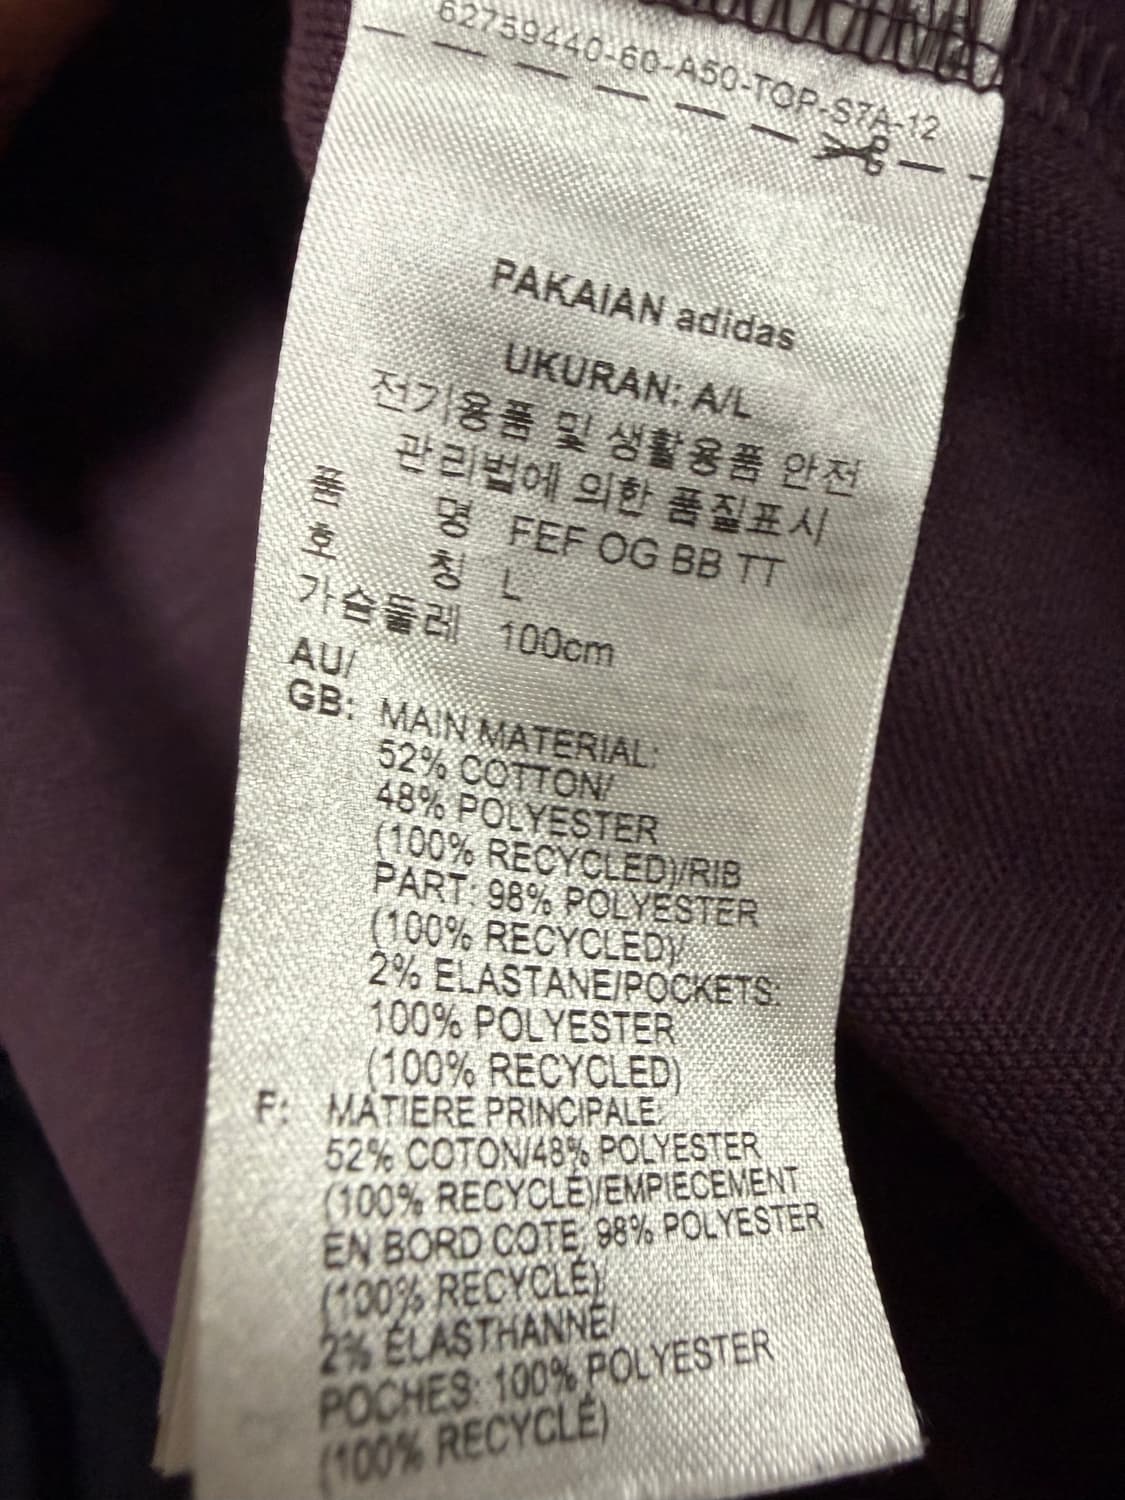 62759440-60-A50-TOP-S7A-12
PAKAIAN adidas
UKURAN: A/L
전기용품 및 생활용품 안전
관리법에 의한 품질표시
품 명 FEF OG BB TT
호 칭 L
가슴둘레 100cm
AU/
GB: MAIN MATERIAL:
52% COTTON/
48% POLYESTER
(100% RECYCLED)/RIB
PART: 98% POLYESTER
(100% RECYCLED)/
2% ELASTANE/POCKETS:
100% POLYESTER
(100% RECYCLED)
F: MATIERE PRINCIPALE:
52% COTON/48% POLYESTER
(100% RECYCLÉ)/EMPIECEMENT
EN BORD COTE: 98% POLYESTER
(100% RECYCLÉ)/
2% ÉLASTHANNE/
POCHES: 100% POLYESTER
(100% RECYCLÉ)